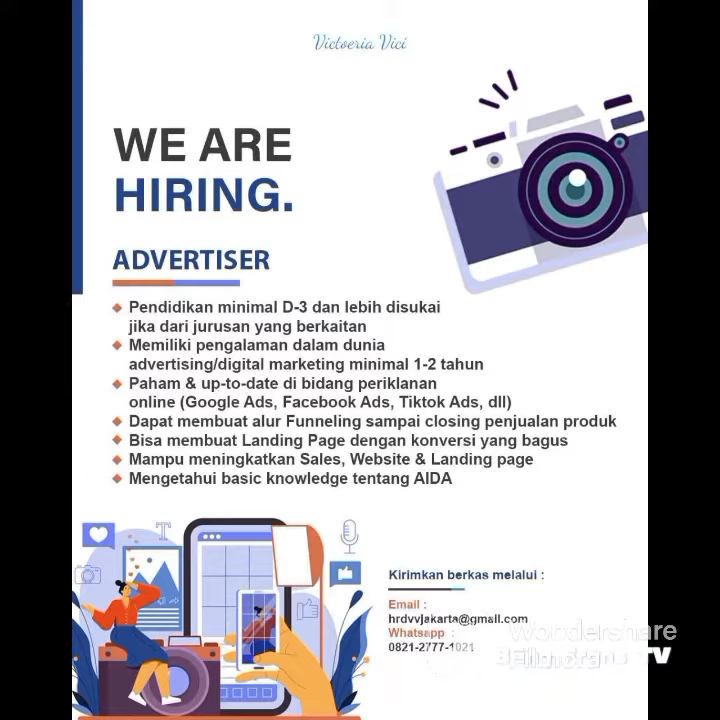 Victoeria Vici
WE ARE
HIRING.
ADVERTISER
Pendidikan minimal D-3 dan lebih disukai
jika dari jurusan yang berkaitan
Memiliki pengalaman dalam dunia
advertising/digital marketing minimal 1-2 tahun
Paham & up-to-date di bidang periklanan
online (Google Ads, Facebook Ads, Tiktok Ads, dll)
Dapat membuat alur Funneling sampai closing penjualan produk
Bisa membuat Landing Page dengan konversi yang bagus
Mampu meningkatkan Sales, Website & Landing page
Mengetahui basic knowledge tentang AIDA
T
Kirimkan berkas melalui :
Email :
hrdvvjakarta@gmail.com
Whatsapp :
0821-2777-1021
Wondershare
Filmora
TV